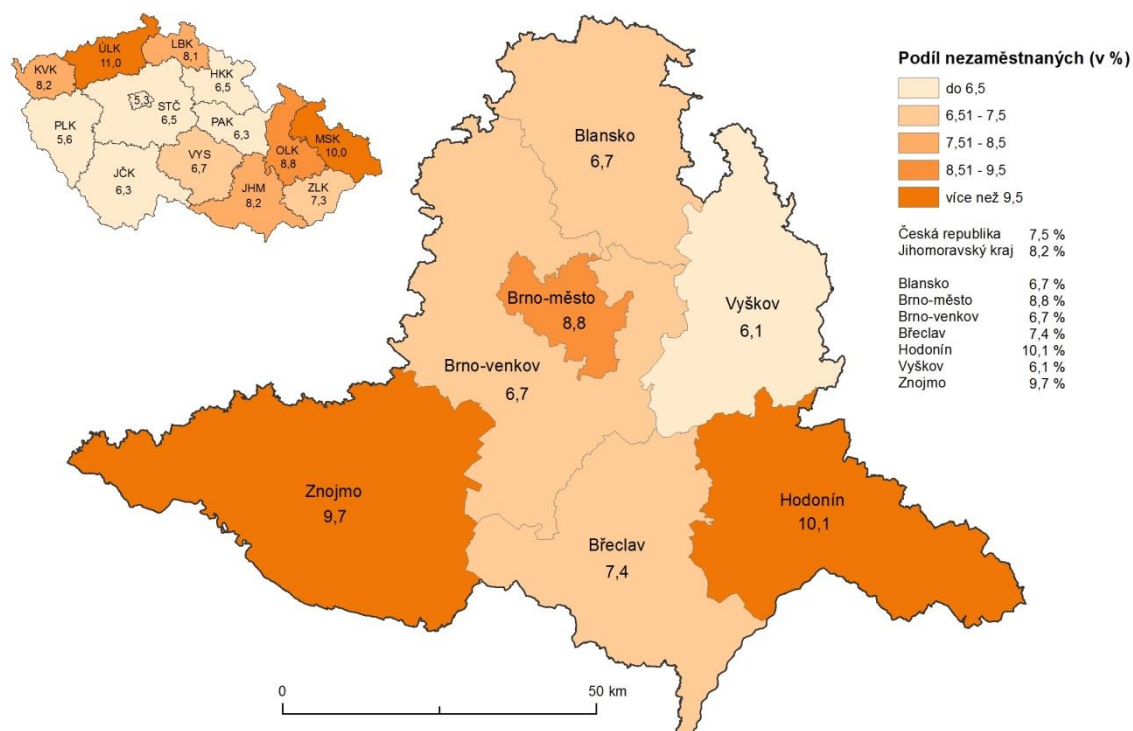 ÚLK
11,0
LBK
8,1
KVK
8,2
HKK
6,5
5,3
STČ
6,5
PAK
6,3
PLK
5,6
MSK
10,0
OLK
8,8
VYS
6,7
JČK
6,3
JHM
8,2
ZLK
7,3
Podíl nezaměstnaných (v %)
do 6,5
6,51 - 7,5
7,51 - 8,5
8,51 - 9,5
více než 9,5
Česká republika 7,5 %
Jihomoravský kraj 8,2 %
Blansko 6,7 %
Brno-město 8,8 %
Brno-venkov 6,7 %
Břeclav 7,4 %
Hodonín 10,1 %
Vyškov 6,1 %
Znojmo 9,7 %
Blansko
6,7
Brno-město
8,8
Vyškov
6,1
Brno-venkov
6,7
Znojmo
9,7
Hodonín
10,1
Břeclav
7,4
0 50 km